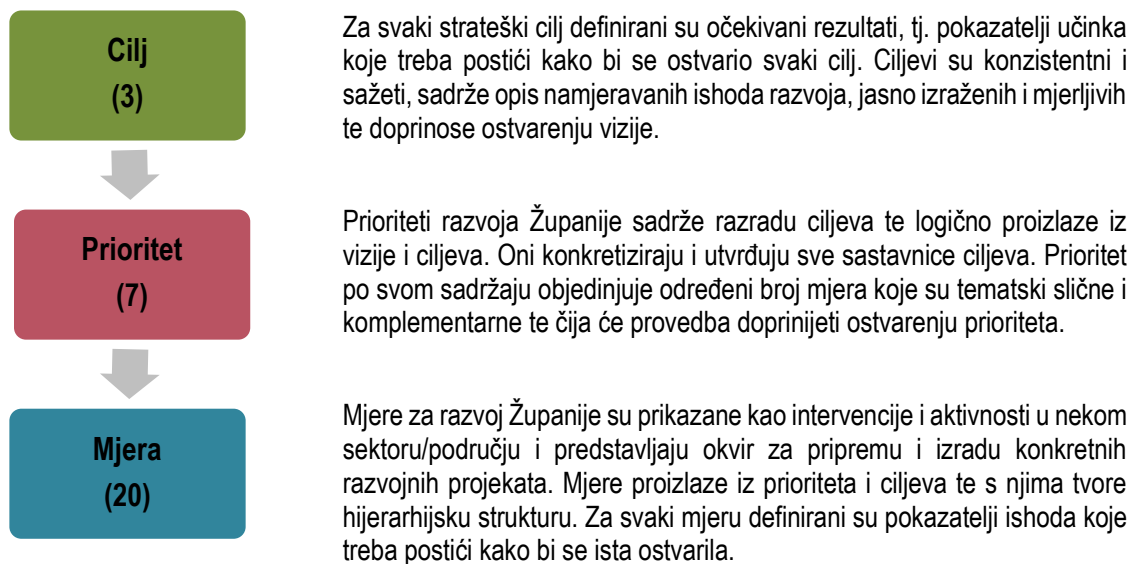 Cilj
(3)
Za svaki strateški cilj definirani su očekivani rezultati, tj. pokazatelji učinka
koje treba postići kako bi se ostvario svaki cilj. Ciljevi su konzistentni i
sažeti, sadrže opis namjeravanih ishoda razvoja, jasno izraženih i mjerljivih
te doprinose ostvarenju vizije.
Prioritet
(7)
Prioriteti razvoja Županije sadrže razradu ciljeva te logično proizlaze iz
vizije i ciljeva. Oni konkretiziraju i utvrđuju sve sastavnice ciljeva. Prioritet
po svom sadržaju objedinjuje određeni broj mjera koje su tematski slične i
komplementarne te čija će provedba doprinijeti ostvarenju prioriteta.
Mjera
(20)
Mjere za razvoj Županije su prikazane kao intervencije i aktivnosti u nekom
sektoru/području i predstavljaju okvir za pripremu i izradu konkretnih
razvojnih projekata. Mjere proizlaze iz prioriteta i ciljeva te s njima tvore
hijerarhijsku strukturu. Za svaki mjeru definirani su pokazatelji ishoda koje
treba postići kako bi se ista ostvarila.